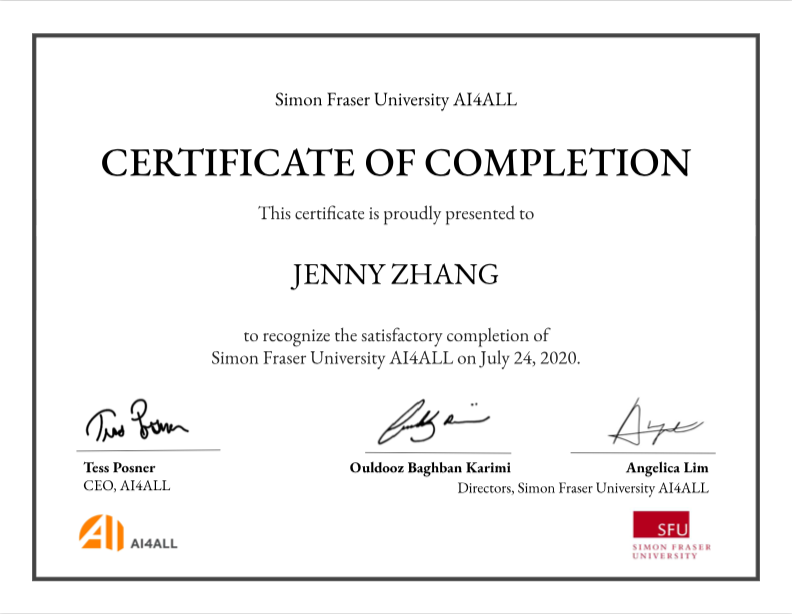 Simon Fraser University AI4ALL
CERTIFICATE OF COMPLETION
This certificate is proudly presented to
JENNY ZHANG
to recognize the satisfactory completion of
Simon Fraser University AI4ALL on July 24, 2020.
Tess Posner
Tess Posner
CEO, AI4ALL
Ouldooz Baghban Karimi
Angelica Lim
Directors, Simon Fraser University AI4ALL
AI4ALL
SFU
SIMON FRASER
UNIVERSITY